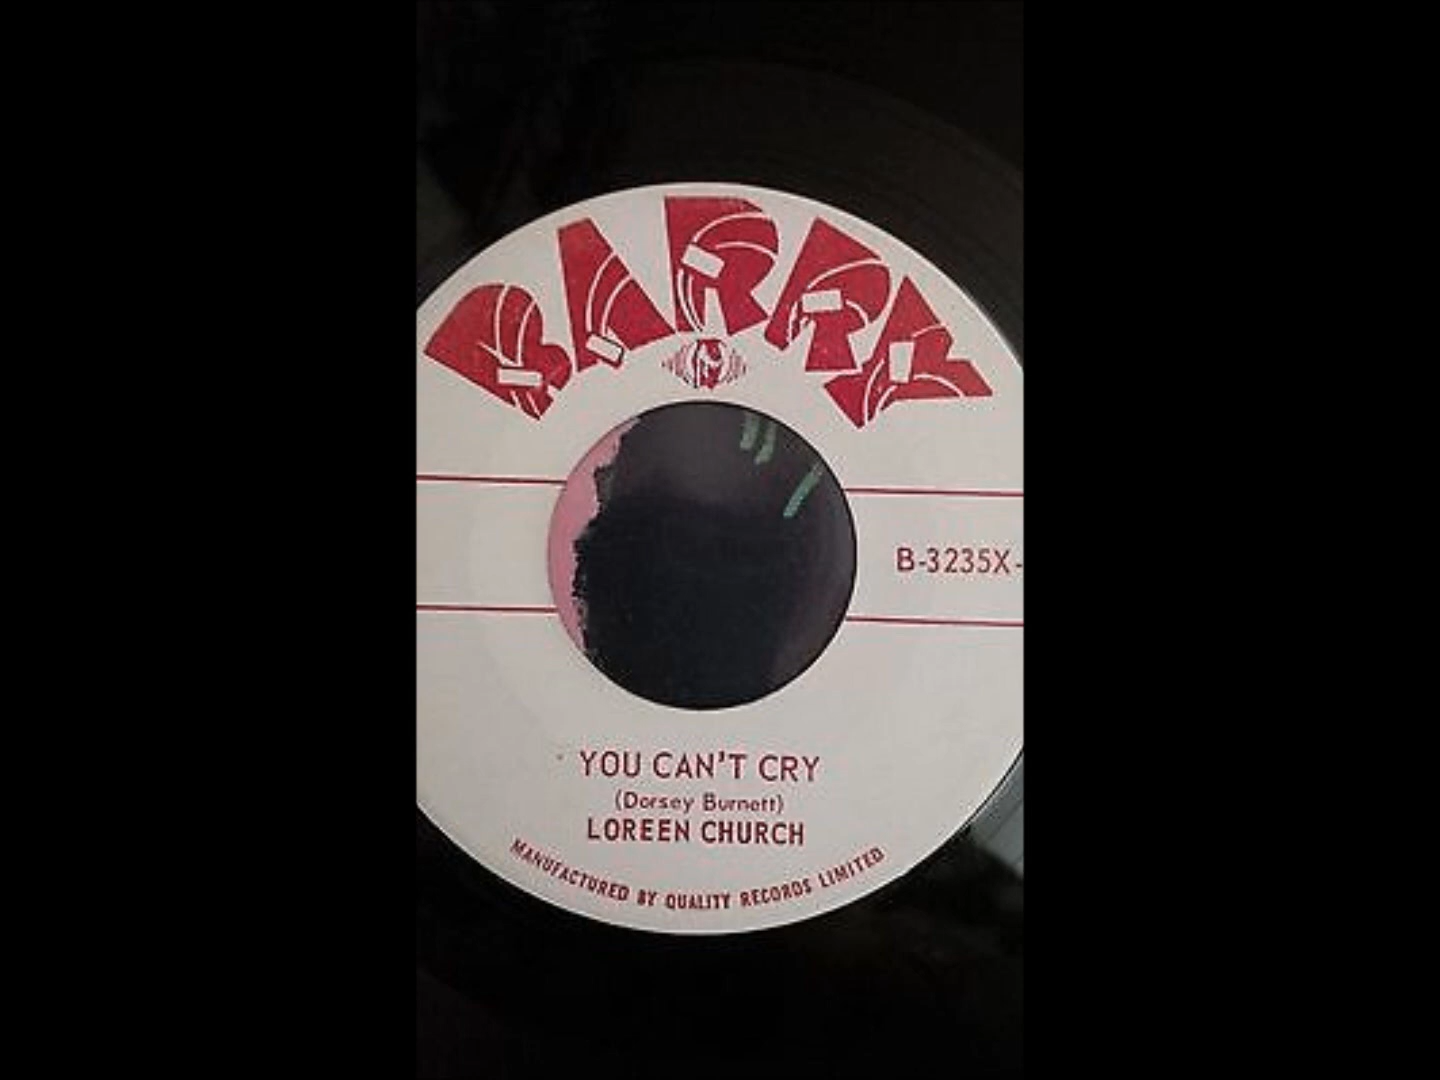 BARRY
B-3235X-
YOU CAN'T CRY
(Dorsey Burnett)
LOREEN CHURCH
MANUFACTURED BY QUALITY RECORDS LIMITED